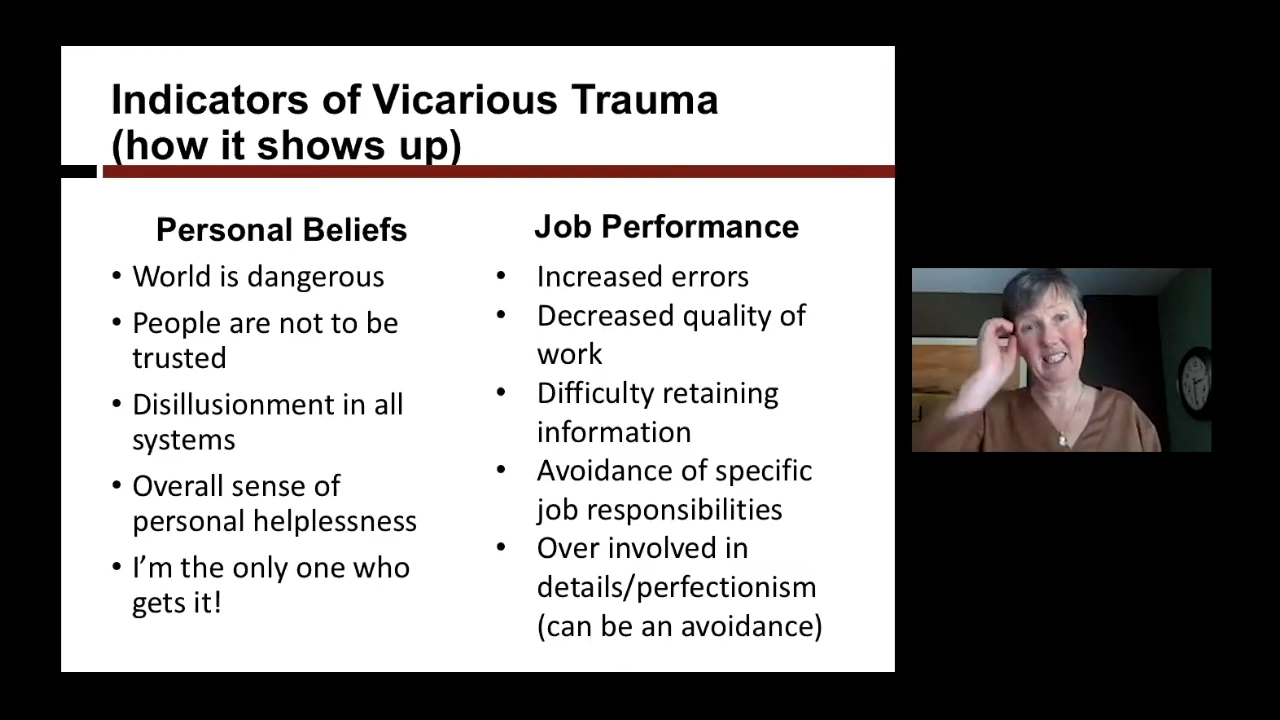 Indicators of Vicarious Trauma
(how it shows up)
Personal Beliefs
• World is dangerous
• People are not to be
trusted
• Disillusionment in all
systems
• Overall sense of
personal helplessness
• I’m the only one who
gets it!
Job Performance
• Increased errors
• Decreased quality of
work
• Difficulty retaining
information
• Avoidance of specific
job responsibilities
• Over involved in
details/perfectionism
(can be an avoidance)